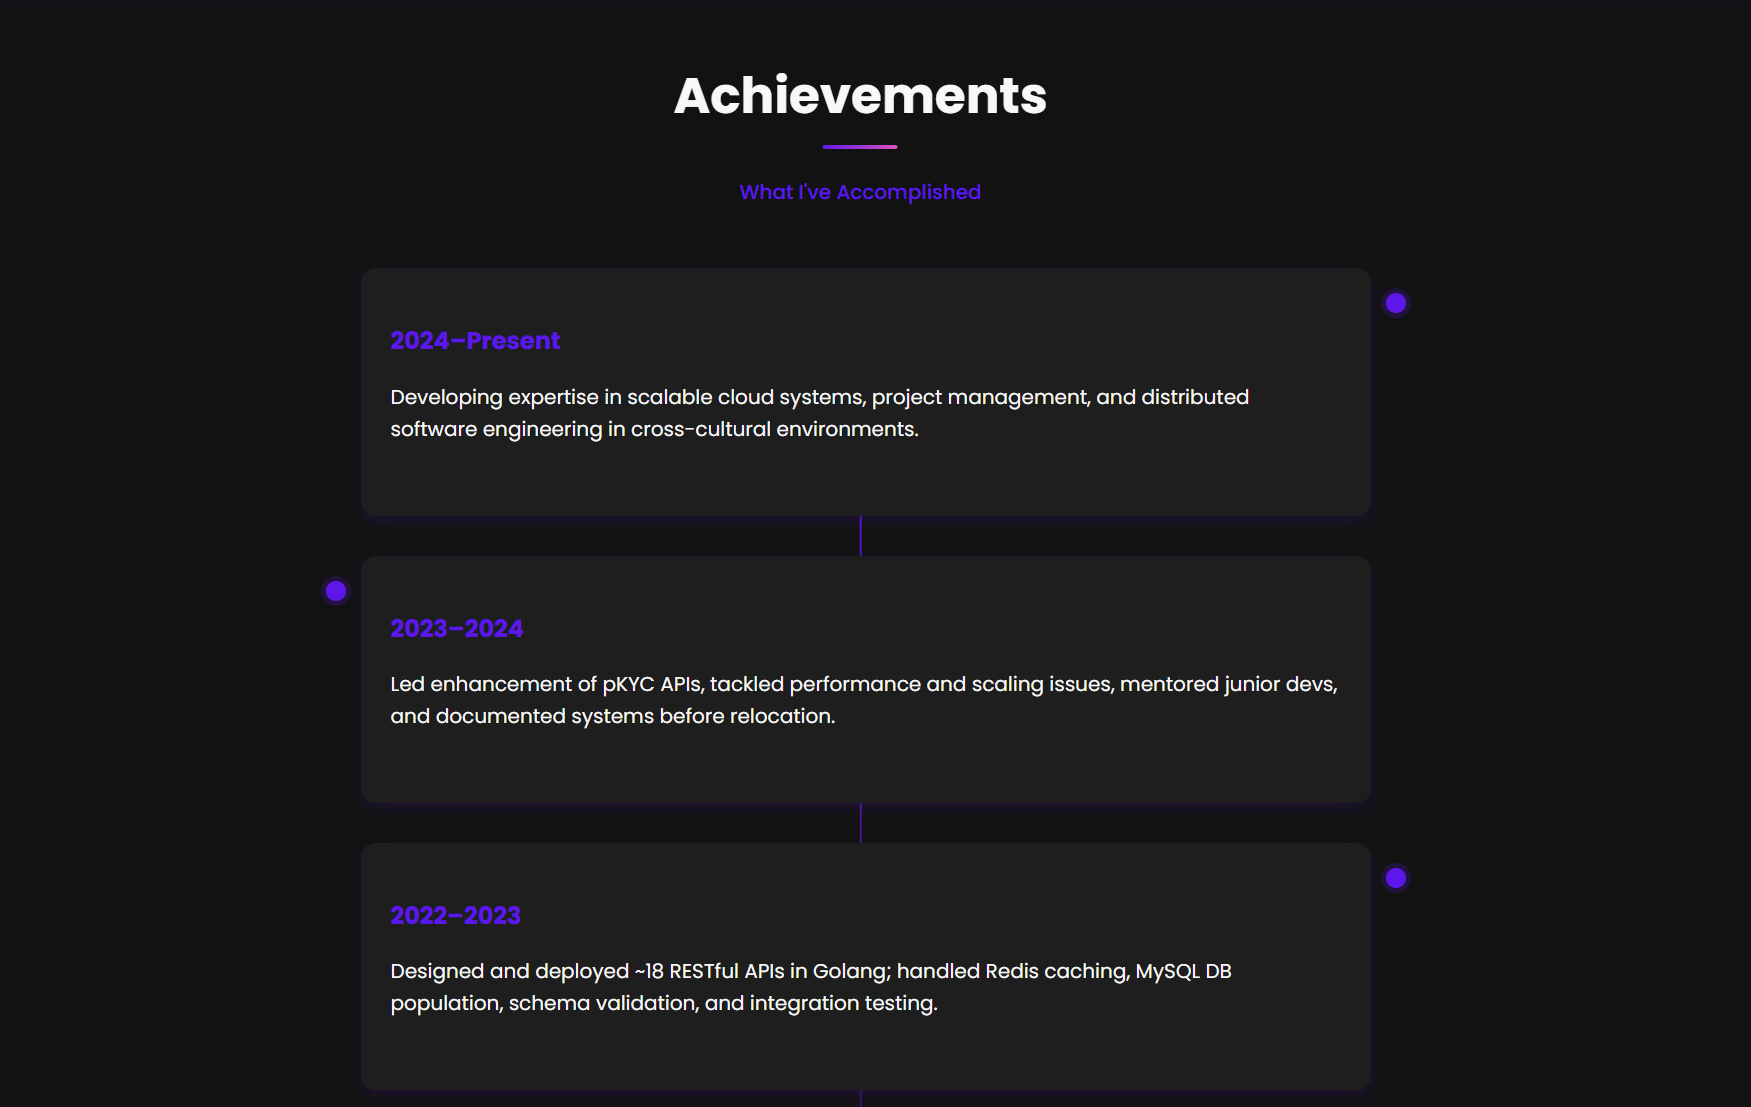 Achievements
What I've Accomplished
2024–Present
Developing expertise in scalable cloud systems, project management, and distributed
software engineering in cross-cultural environments.
2023–2024
Led enhancement of pKYC APIs, tackled performance and scaling issues, mentored junior devs,
and documented systems before relocation.
2022–2023
Designed and deployed ~18 RESTful APIs in Golang; handled Redis caching, MySQL DB
population, schema validation, and integration testing.